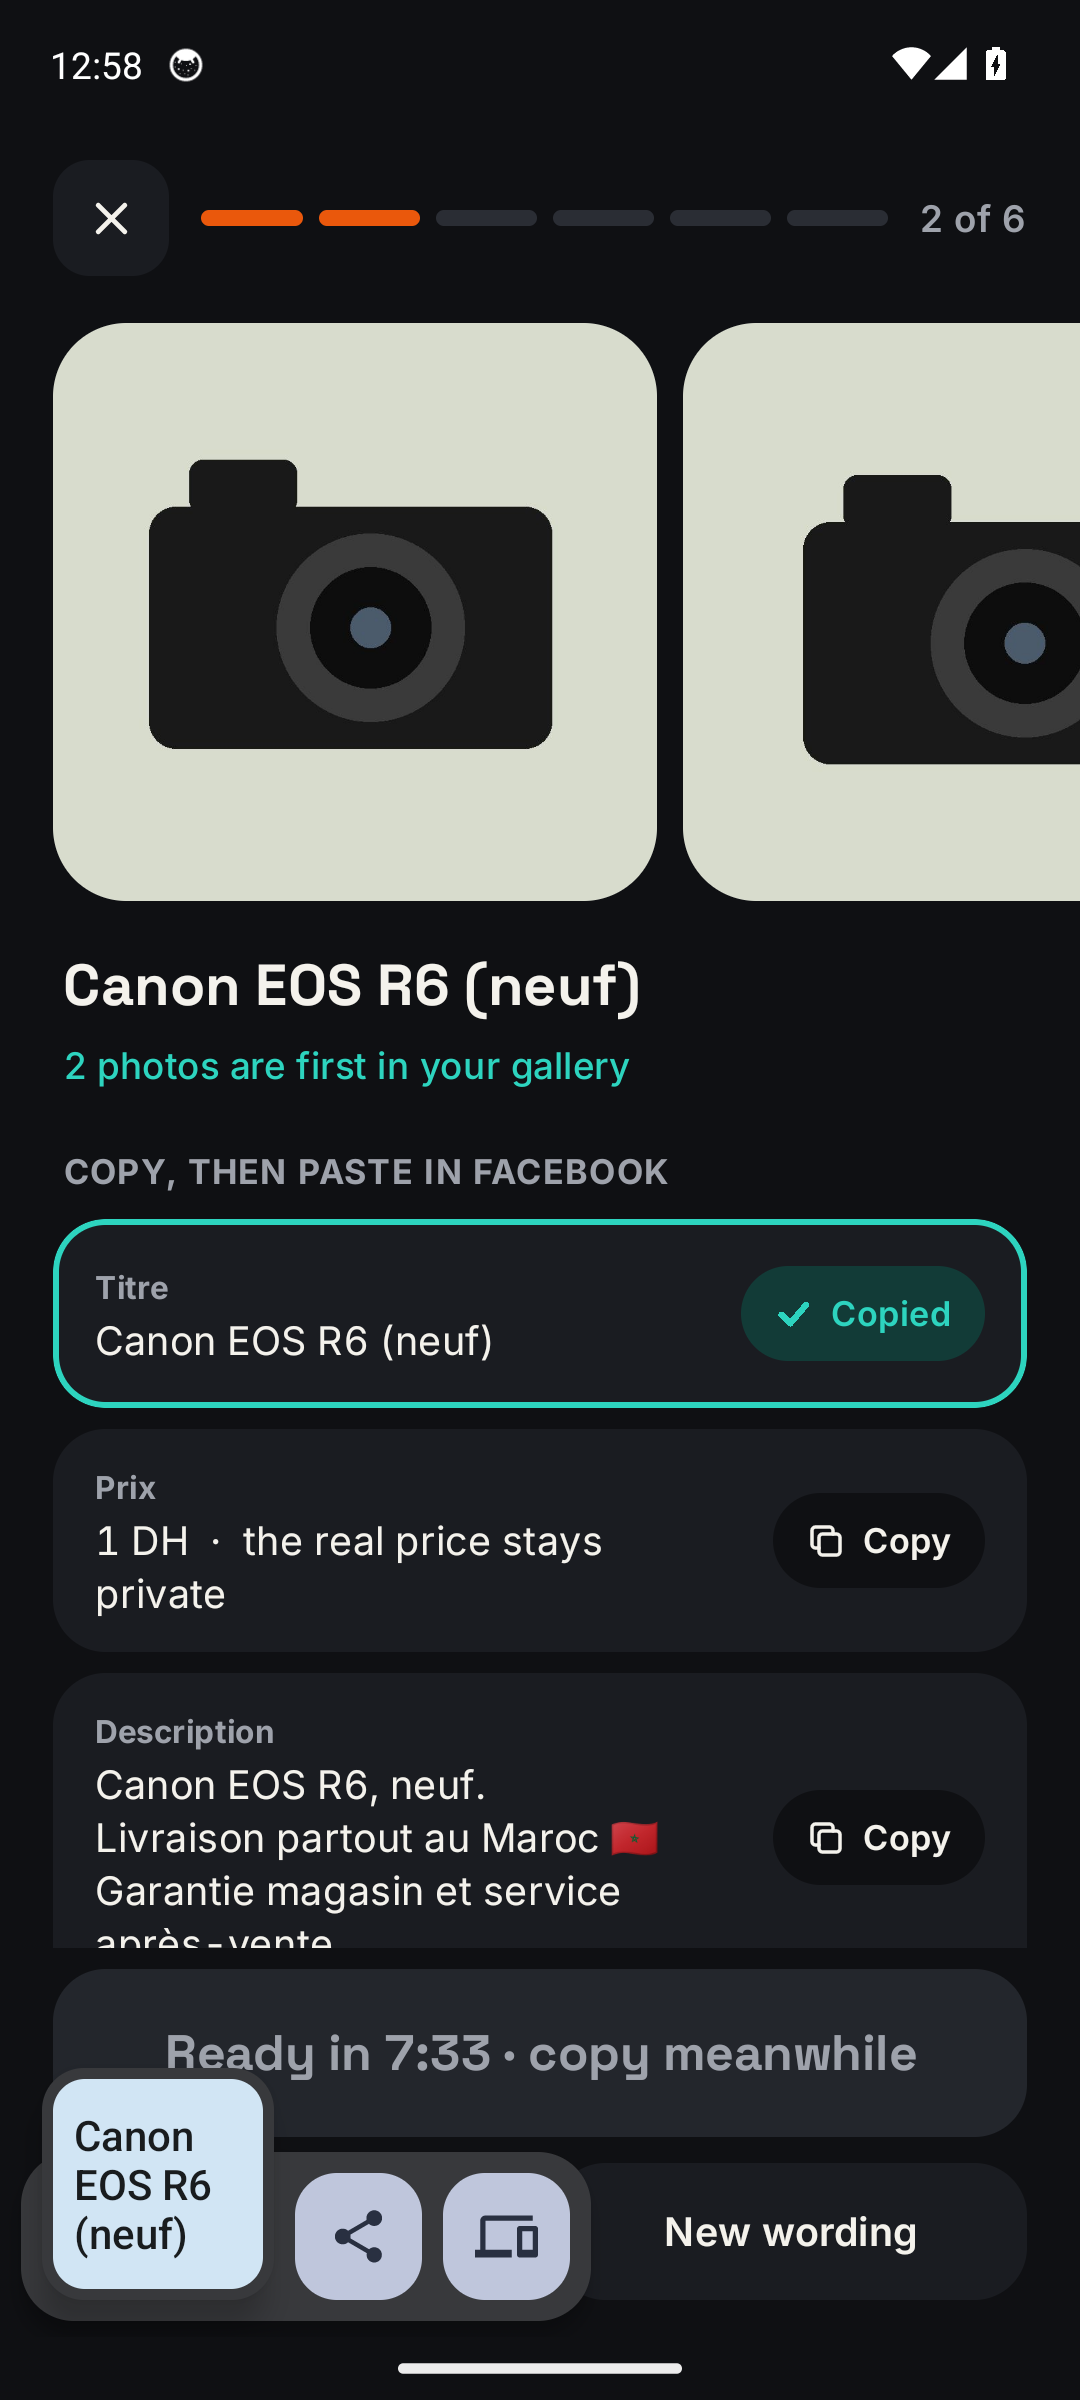 12:58
2 of 6
Canon EOS R6 (neuf)
2 photos are first in your gallery
COPY, THEN PASTE IN FACEBOOK
Titre
Canon EOS R6 (neuf)
Copied
Prix
1 DH · the real price stays
private
Copy
Description
Canon EOS R6, neuf.
Livraison partout au Maroc 🇲🇦
Garantie magasin et service
après-vente
Copy
Ready in 7:33 · copy meanwhile
Canon
EOS R6
(neuf)
New wording